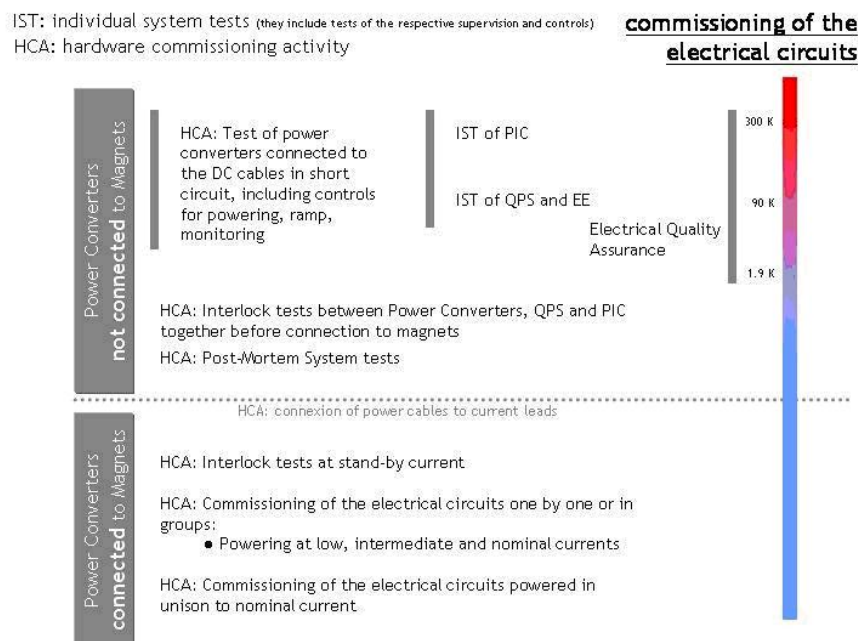 IST: individual system tests (they include tests of the respective supervision and controls)
HCA: hardware commissioning activity
commissioning of the
electrical circuits
Power Converters
not connected to Magnets
HCA: Test of power
converters connected to
the DC cables in short
circuit, including controls
for powering, ramp,
monitoring
IST of PIC
IST of QPS and EE
Electrical Quality
Assurance
300 K
90 K
1.9 K
HCA: Interlock tests between Power Converters, QPS and PIC
together before connection to magnets
HCA: Post-Mortem System tests
HCA: connexion of power cables to current leads
Power Converters
connected to Magnets
HCA: Interlock tests at stand-by current
HCA: Commissioning of the electrical circuits one by one or in
groups:
• Powering at low, intermediate and nominal currents
HCA: Commissioning of the electrical circuits powered in
unison to nominal current